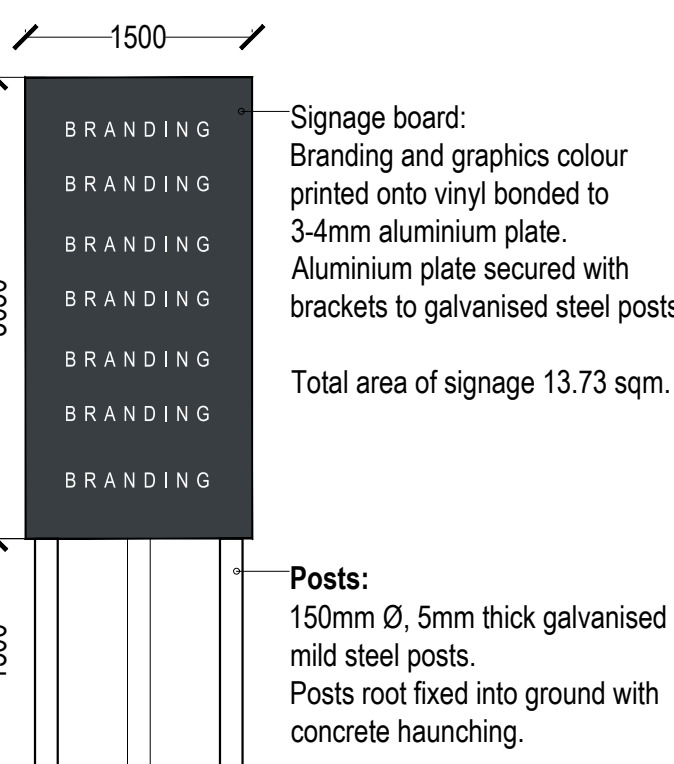 1500
BRANDING
BRANDING
BRANDING
BRANDING
BRANDING
BRANDING
BRANDING
Signage board:
Branding and graphics colour
printed onto vinyl bonded to
3-4mm aluminium plate.
Aluminium plate secured with
brackets to galvanised steel posts
Total area of signage 13.73 sqm.
Posts:
150mm Ø, 5mm thick galvanised
mild steel posts.
Posts root fixed into ground with
concrete haunching.